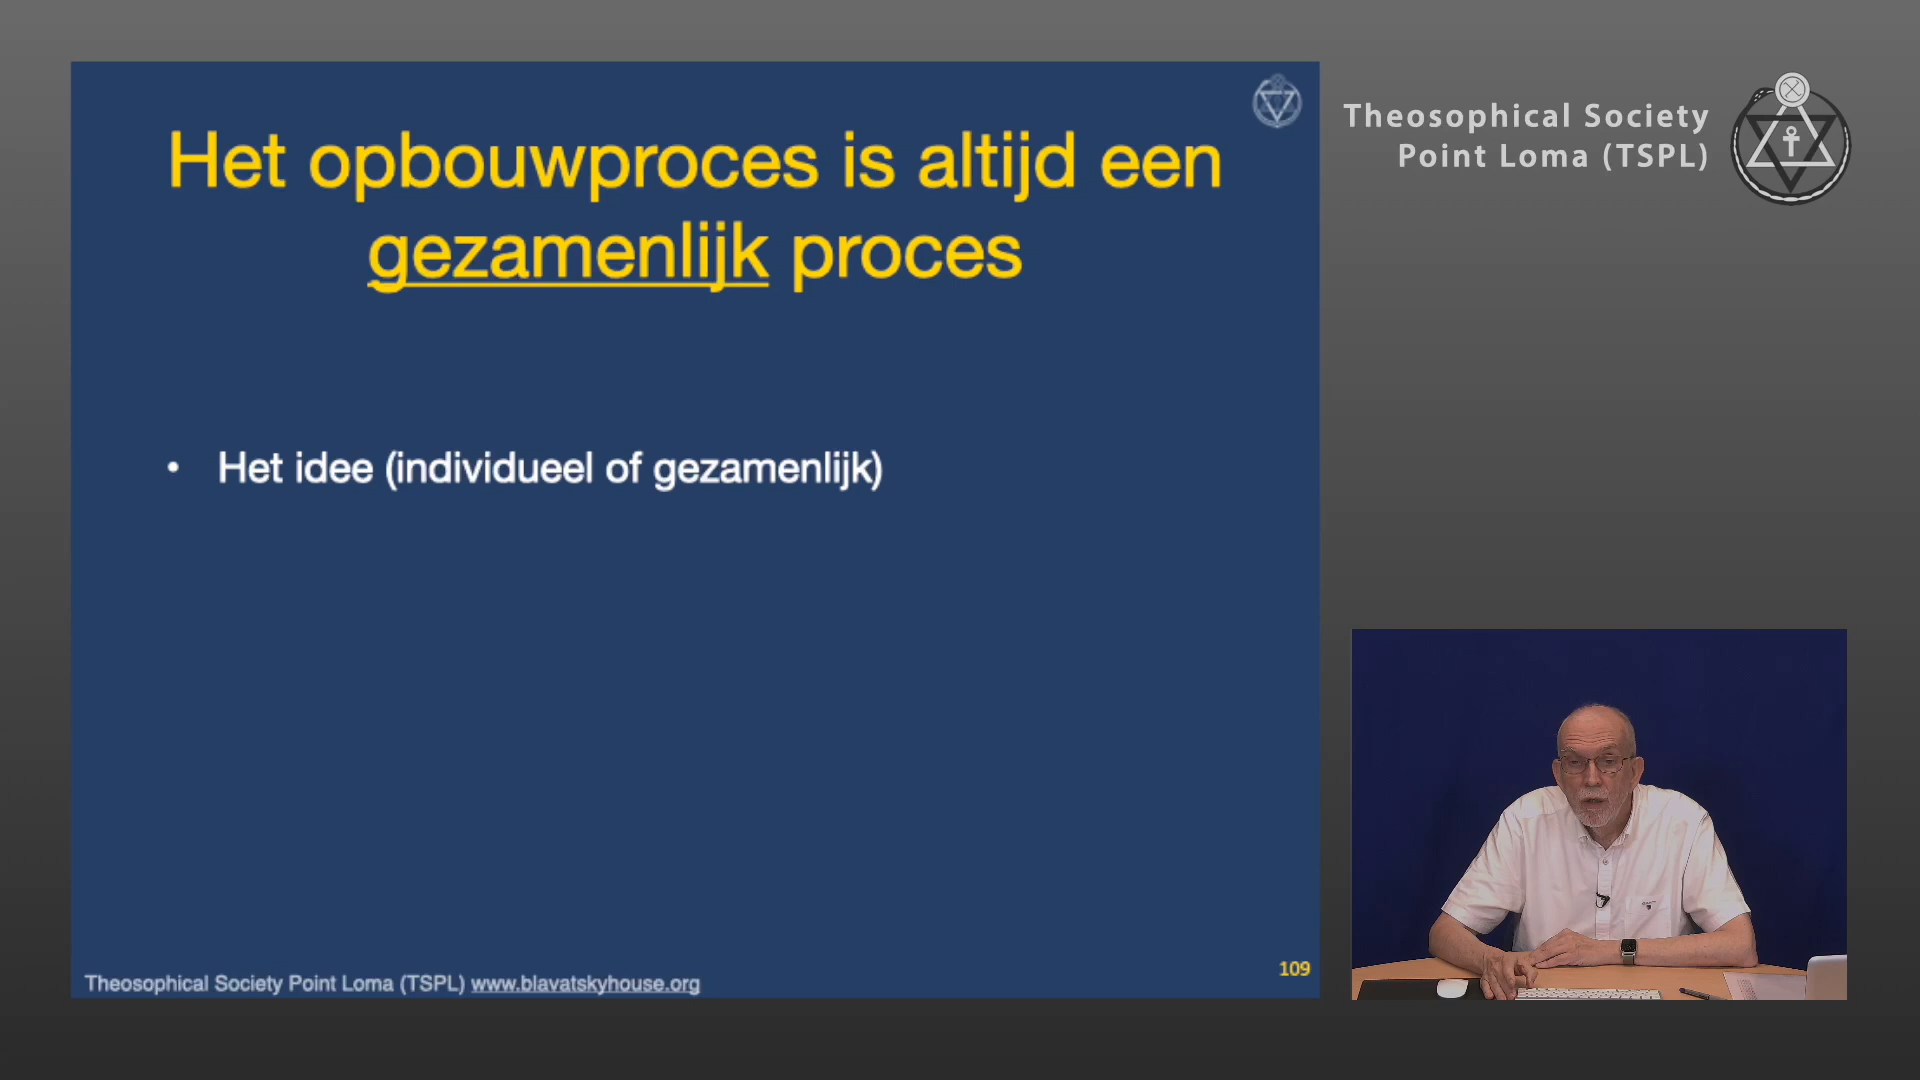 Het opbouwproces is altijd een
gezamenlijk proces
• Het idee (individueel of gezamenlijk)
Theosophical Society Point Loma (TSPL) www.blavatskyhouse.org
109
Theosophical Society
Point Loma (TSPL)